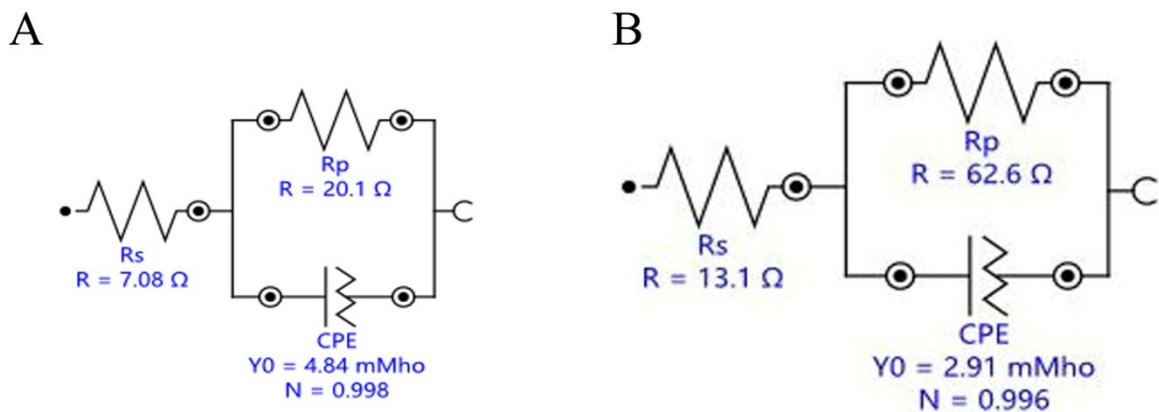 A
Rp
R = 20.1 Ω
Rs
R = 7.08 Ω
CPE
Y0 = 4.84 mMho
N = 0.998
B
Rp
R = 62.6 Ω
Rs
R = 13.1 Ω
CPE
Y0 = 2.91 mMho
N = 0.996